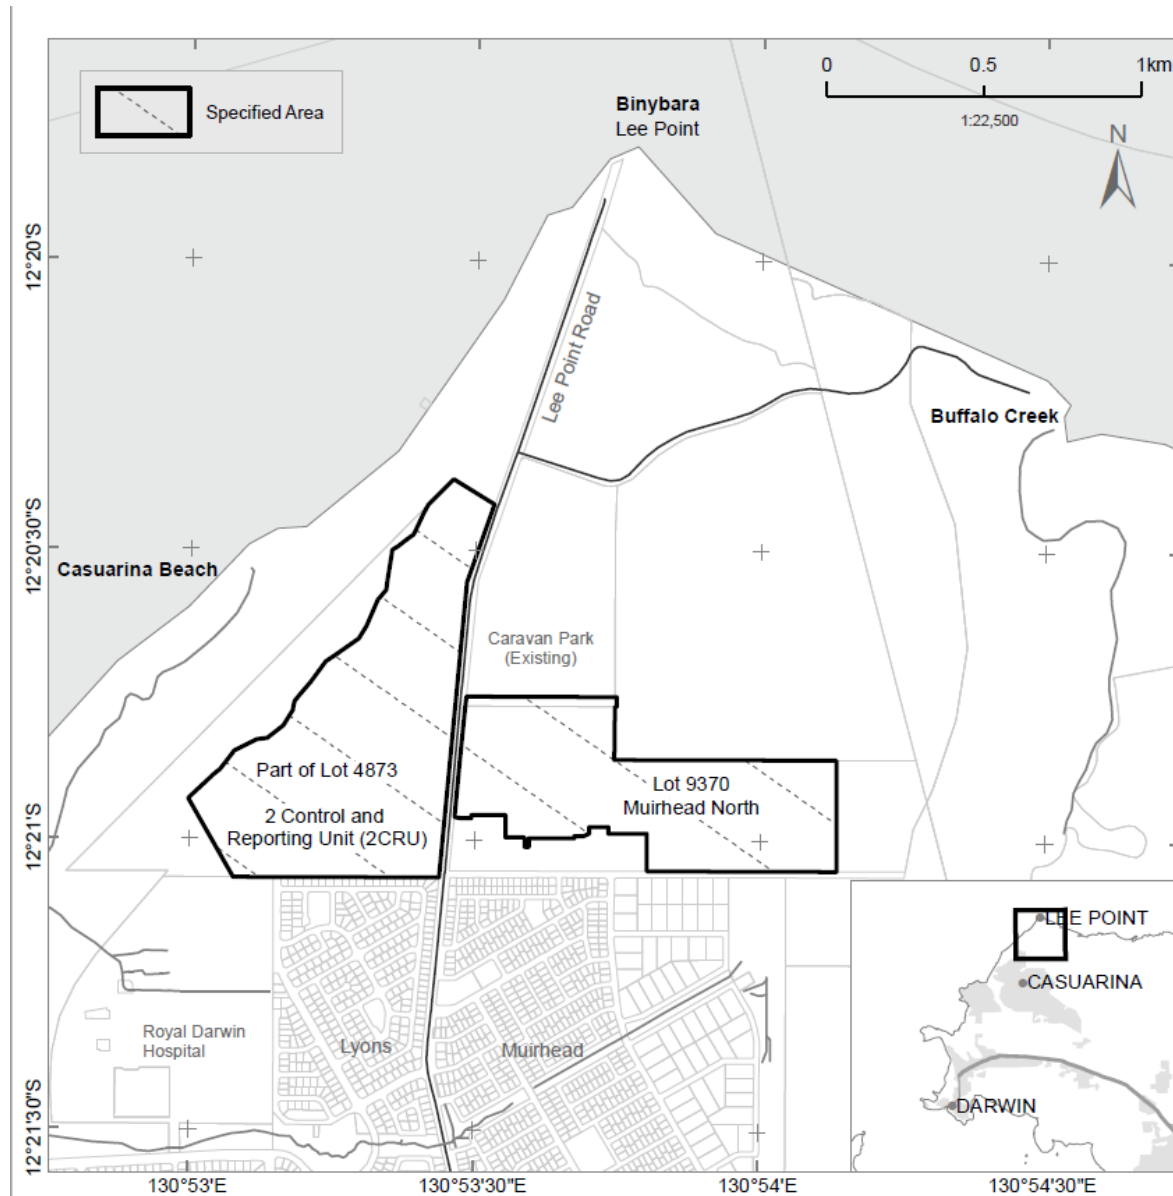 0 0.5 1km
1:22,500
N
Specified Area
Binybara
Lee Point
12°20'S
Lee Point Road
Buffalo Creek
12°20'30"S
Casuarina Beach
Caravan Park
(Existing)
Part of Lot 4873
2 Control and
Reporting Unit (2CRU)
Lot 9370
Muirhead North
12°21'S
LEE POINT
CASUARINA
DARWIN
Royal Darwin
Hospital
Lyons
Muirhead
12°21'30"S
130°53'E 130°53'30"E 130°54'E 130°54'30"E